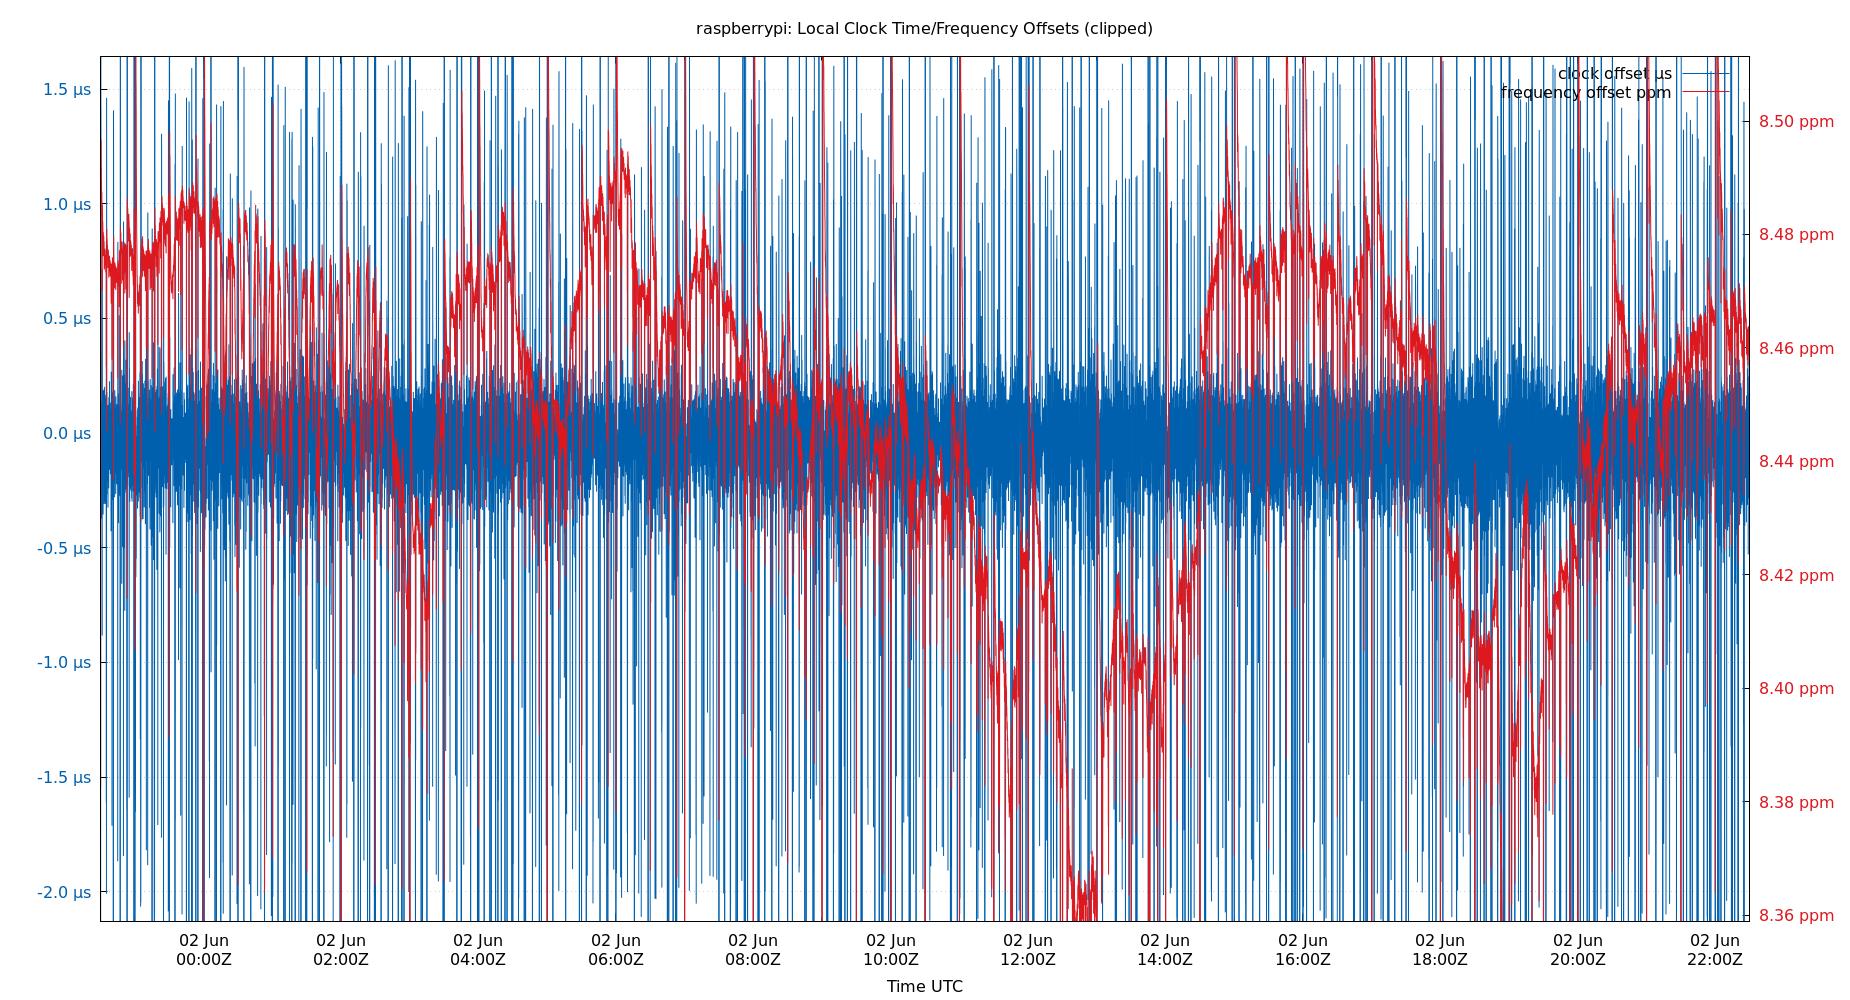 raspberrypi: Local Clock Time/Frequency Offsets (clipped)
clock offset µs
frequency offset ppm
1.5 µs
1.0 µs
0.5 µs
0.0 µs
-0.5 µs
-1.0 µs
-1.5 µs
-2.0 µs
8.50 ppm
8.48 ppm
8.46 ppm
8.44 ppm
8.42 ppm
8.40 ppm
8.38 ppm
8.36 ppm
02 Jun 02 Jun 02 Jun 02 Jun 02 Jun 02 Jun 02 Jun 02 Jun 02 Jun 02 Jun 02 Jun 02 Jun
00:00Z 02:00Z 04:00Z 06:00Z 08:00Z 10:00Z 12:00Z 14:00Z 16:00Z 18:00Z 20:00Z 22:00Z
Time UTC